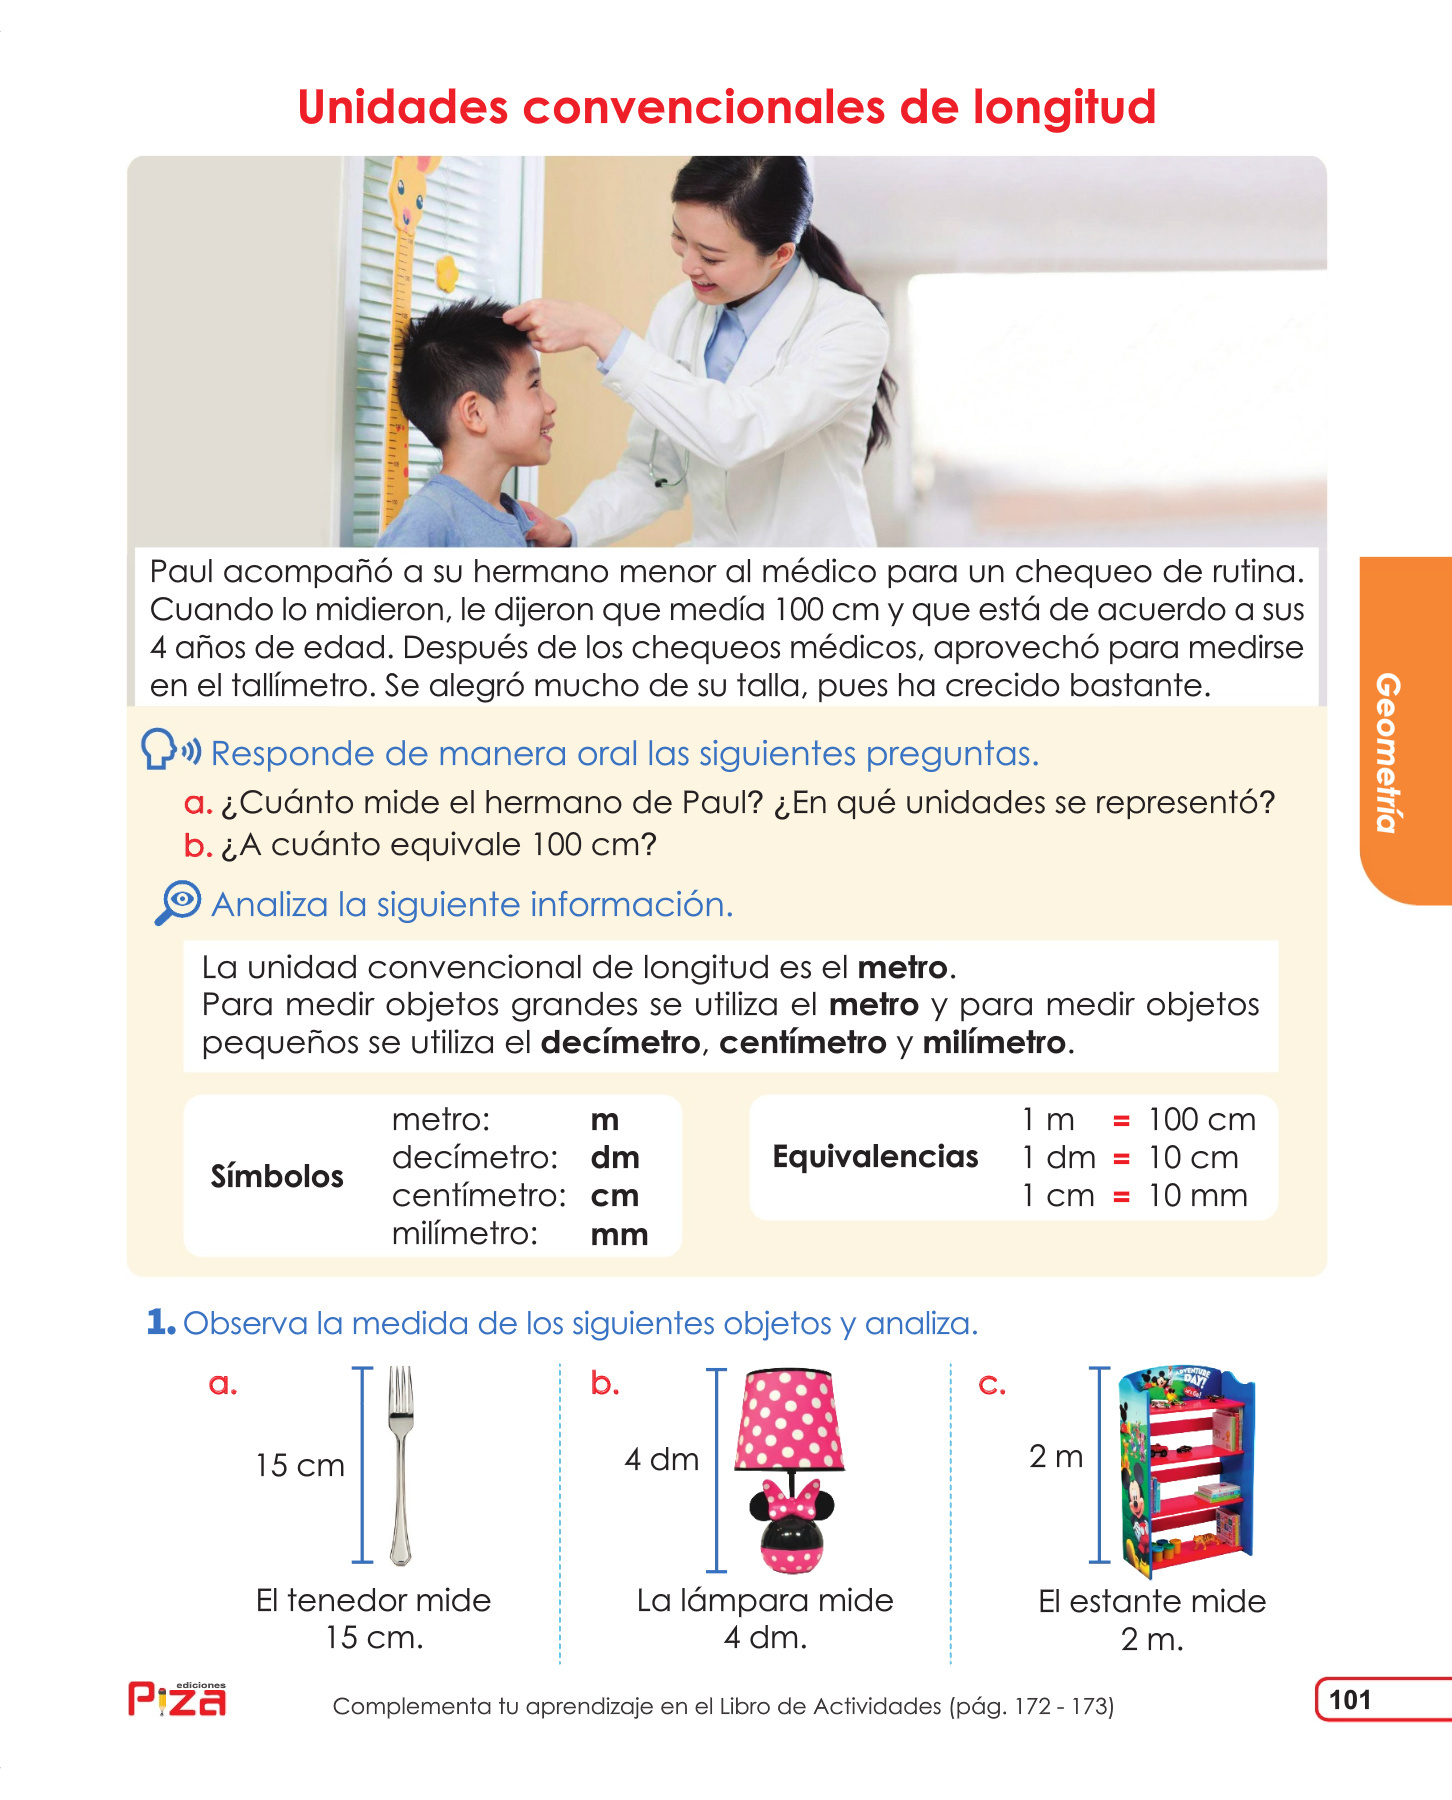 Unidades convencionales de longitud
Paul acompañó a su hermano menor al médico para un chequeo de rutina.
Cuando lo midieron, le dijeron que medía 100 cm y que está de acuerdo a sus
4 años de edad. Después de los chequeos médicos, aprovechó para medirse
en el tallímetro. Se alegró mucho de su talla, pues ha crecido bastante.
Responde de manera oral las siguientes preguntas.
a. ¿Cuánto mide el hermano de Paul? ¿En qué unidades se representó?
b. ¿A cuánto equivale 100 cm?
Analiza la siguiente información.
La unidad convencional de longitud es el metro.
Para medir objetos grandes se utiliza el metro y para medir objetos
pequeños se utiliza el decímetro, centímetro y milímetro.
Símbolos
metro: m
decímetro: dm
centímetro: cm
milímetro: mm
Equivalencias
1 m = 100 cm
1 dm = 10 cm
1 cm = 10 mm
Geometría
1. Observa la medida de los siguientes objetos y analiza.
a.
15 cm
El tenedor mide
15 cm.
b.
4 dm
La lámpara mide
4 dm.
c.
2 m
ADVENTURE
DAY!
El estante mide
2 m.
ediciones
Piza
Complementa tu aprendizaje en el Libro de Actividades (pág. 172 - 173)
101